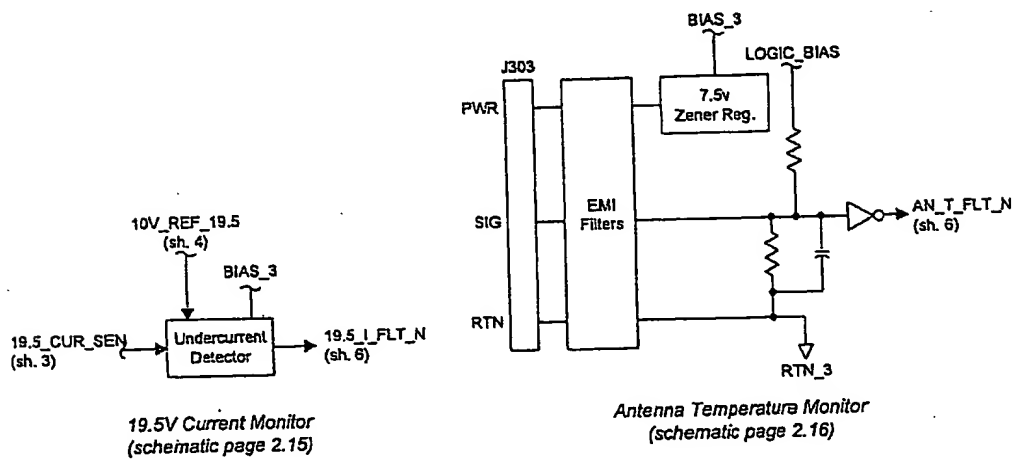 BIAS_3
LOGIC_BIAS
J303
7.5v
Zener Reg.
PWR
EMI
Filters
SIG
AN_T_FLT_N
(sh. 6)
RTN
RTN_3
Antenna Temperature Monitor
(schematic page 2.16)
10V_REF_19.5
(sh. 4)
BIAS_3
19.5_CUR_SEN
(sh. 3)
Undercurrent
Detector
19.5_I_FLT_N
(sh. 6)
19.5V Current Monitor
(schematic page 2.15)